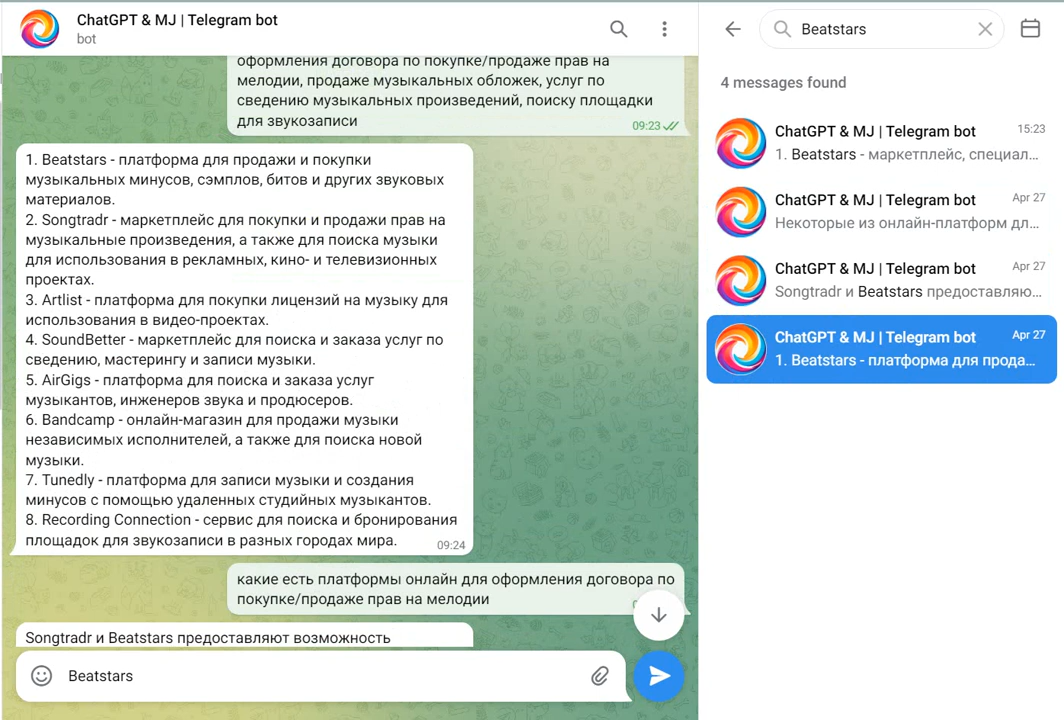 ChatGPT & MJ | Telegram bot
bot
оформления договора по покупке/продаже прав на
мелодии, продаже музыкальных обложек, услуг по
сведению музыкальных произведений, поиску площадки
для звукозаписи
09:23
1. Beatstars - платформа для продажи и покупки
музыкальных минусов, сэмплов, битов и других звуковых
материалов.
2. Songtradr - маркетплейс для покупки и продажи прав на
музыкальные произведения, а также для поиска музыки
для использования в рекламных, кино- и телевизионных
проектах.
3. Artlist - платформа для покупки лицензий на музыку для
использования в видео-проектах.
4. SoundBetter - маркетплейс для поиска и заказа услуг по
сведению, мастерингу и записи музыки.
5. AirGigs - платформа для поиска и заказа услуг
музыкантов, инженеров звука и продюсеров.
6. Bandcamp - онлайн-магазин для продажи музыки
независимых исполнителей, а также для поиска новой
музыки.
7. Tunedly - платформа для записи музыки и создания
минусов с помощью удаленных студийных музыкантов.
8. Recording Connection - сервис для поиска и бронирования
площадок для звукозаписи в разных городах мира.
09:24
какие есть платформы онлайн для оформления договора по
покупке/продаже прав на мелодии
Songtradr и Beatstars предоставляют возможность
Beatstars
Beatstars
4 messages found
ChatGPT & MJ | Telegram bot 15:23
1. Beatstars - маркетплейс, специал...
ChatGPT & MJ | Telegram bot Apr 27
Некоторые из онлайн-платформ дл...
ChatGPT & MJ | Telegram bot Apr 27
Songtradr и Beatstars предоставляю...
ChatGPT & MJ | Telegram bot Apr 27
1. Beatstars - платформа для прода...